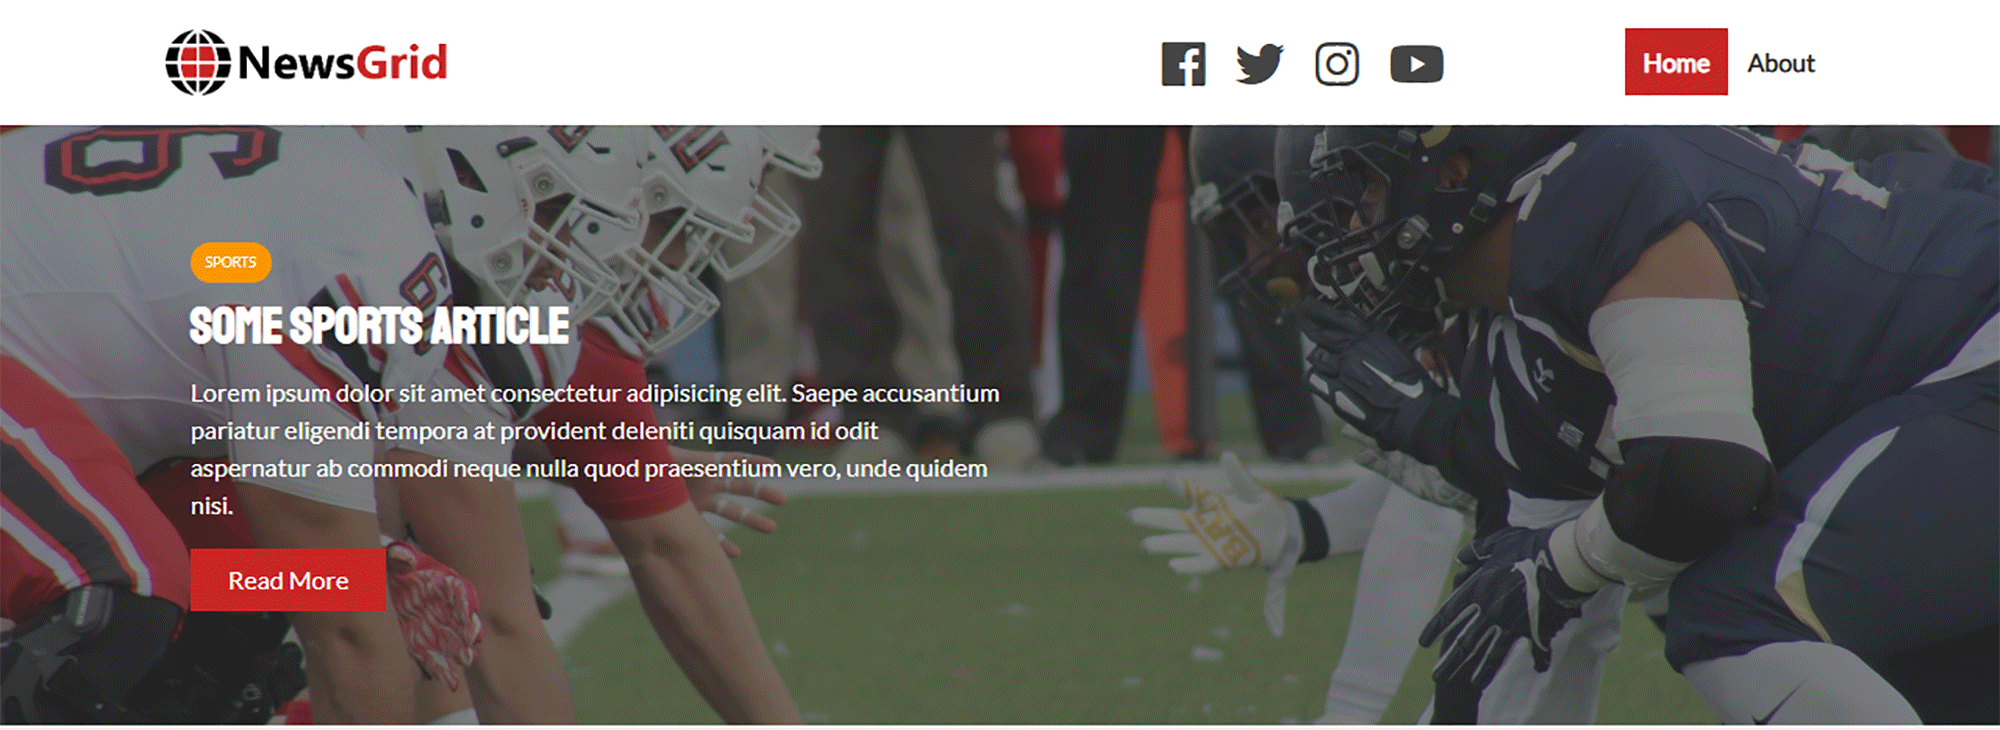 NewsGrid
Home
About
SPORTS
SOME SPORTS ARTICLE
Lorem ipsum dolor sit amet consectetur adipisicing elit. Saepe accusantium
pariatur eligendi tempora at provident deleniti quisquam id odit
aspernatur ab commodi neque nulla quod praesentium vero, unde quidem
nisi.
Read More